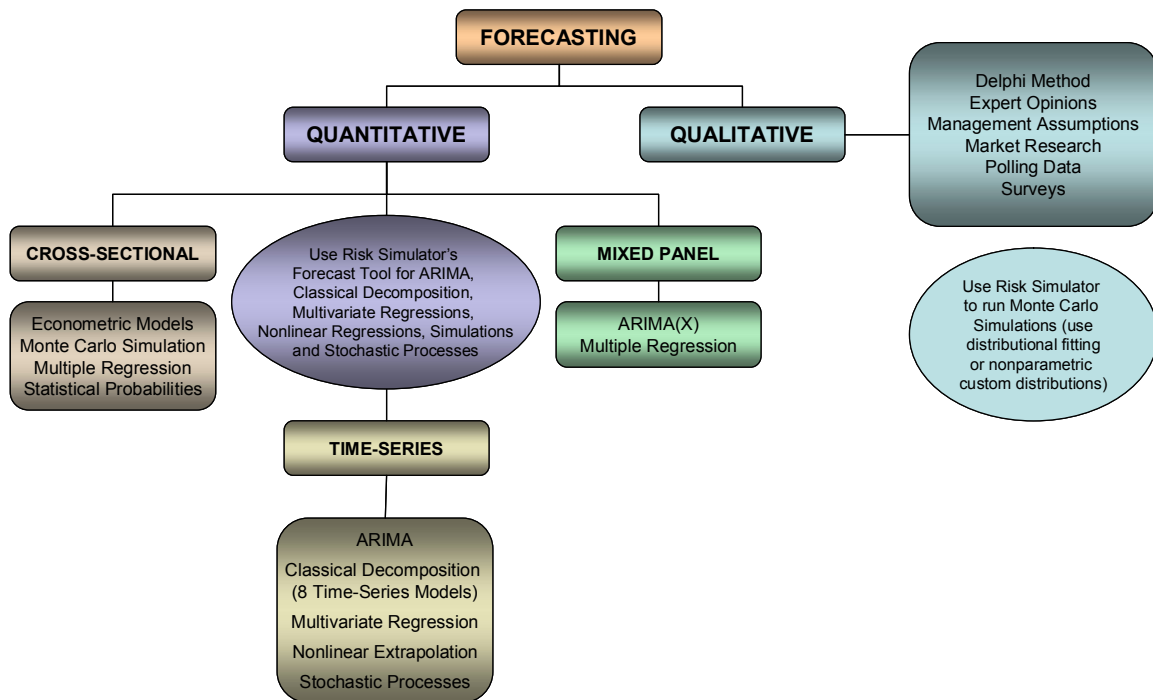 FORECASTING
QUANTITATIVE
QUALITATIVE
Delphi Method
Expert Opinions
Management Assumptions
Market Research
Polling Data
Surveys
CROSS-SECTIONAL
Econometric Models
Monte Carlo Simulation
Multiple Regression
Statistical Probabilities
Use Risk Simulator's
Forecast Tool for ARIMA,
Classical Decomposition,
Multivariate Regressions,
Nonlinear Regressions, Simulations
and Stochastic Processes
MIXED PANEL
ARIMA(X)
Multiple Regression
Use Risk Simulator
to run Monte Carlo
Simulations (use
distributional fitting
or nonparametric
custom distributions)
TIME-SERIES
ARIMA
Classical Decomposition
(8 Time-Series Models)
Multivariate Regression
Nonlinear Extrapolation
Stochastic Processes